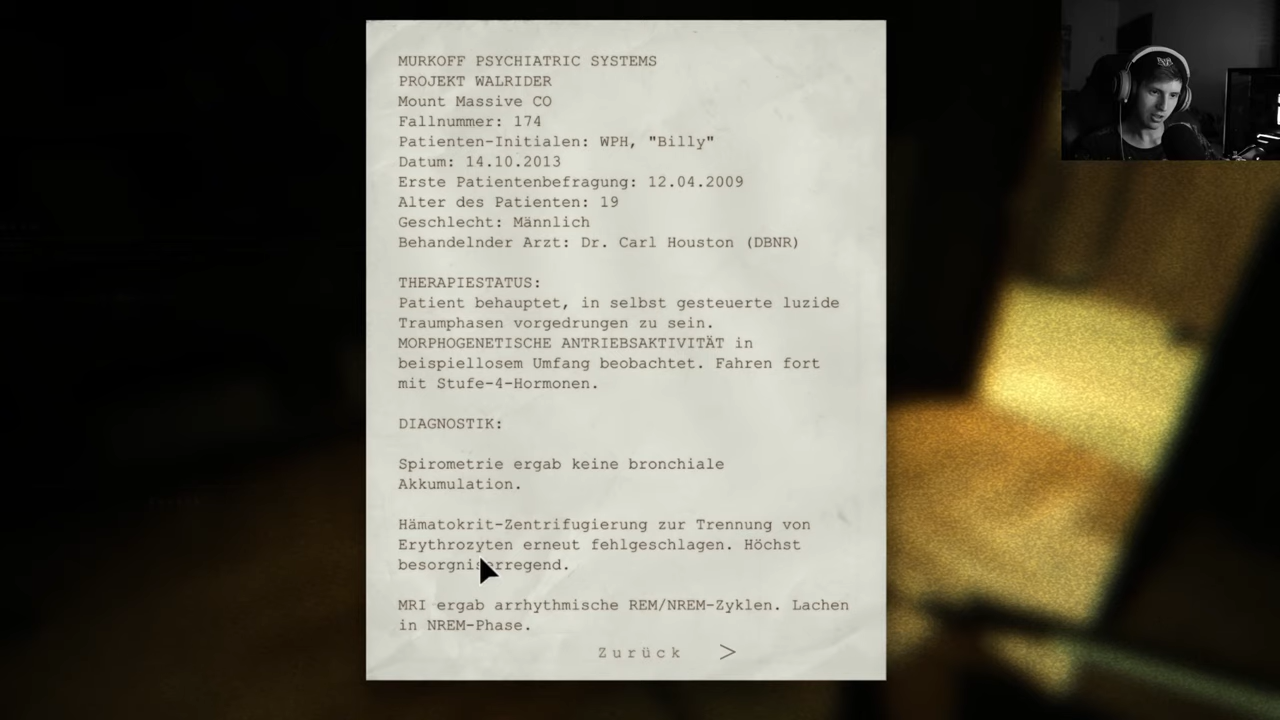 MURKOFF PSYCHIATRIC SYSTEMS
PROJEKT WALRIDER
Mount Massive CO
Fallnummer: 174
Patienten-Initialen: WPH, "Billy"
Datum: 14.10.2013
Erste Patientenbefragung: 12.04.2009
Alter des Patienten: 19
Geschlecht: Männlich
Behandelnder Arzt: Dr. Carl Houston (DBNR)
THERAPIESTATUS:
Patient behauptet, in selbst gesteuerte luzide
Traumphasen vorgedrungen zu sein.
MORPHOGENETISCHE ANTRIEBSAKTIVITÄT in
beispiellosem Umfang beobachtet. Fahren fort
mit Stufe-4-Hormonen.
DIAGNOSTIK:
Spirometrie ergab keine bronchiale
Akkumulation.
Hämatokrit-Zentrifugierung zur Trennung von
Erythrozyten erneut fehlgeschlagen. Höchst
besorgniserregend.
MRI ergab arrhythmische REM/NREM-Zyklen. Lachen
in NREM-Phase.
Zurück >